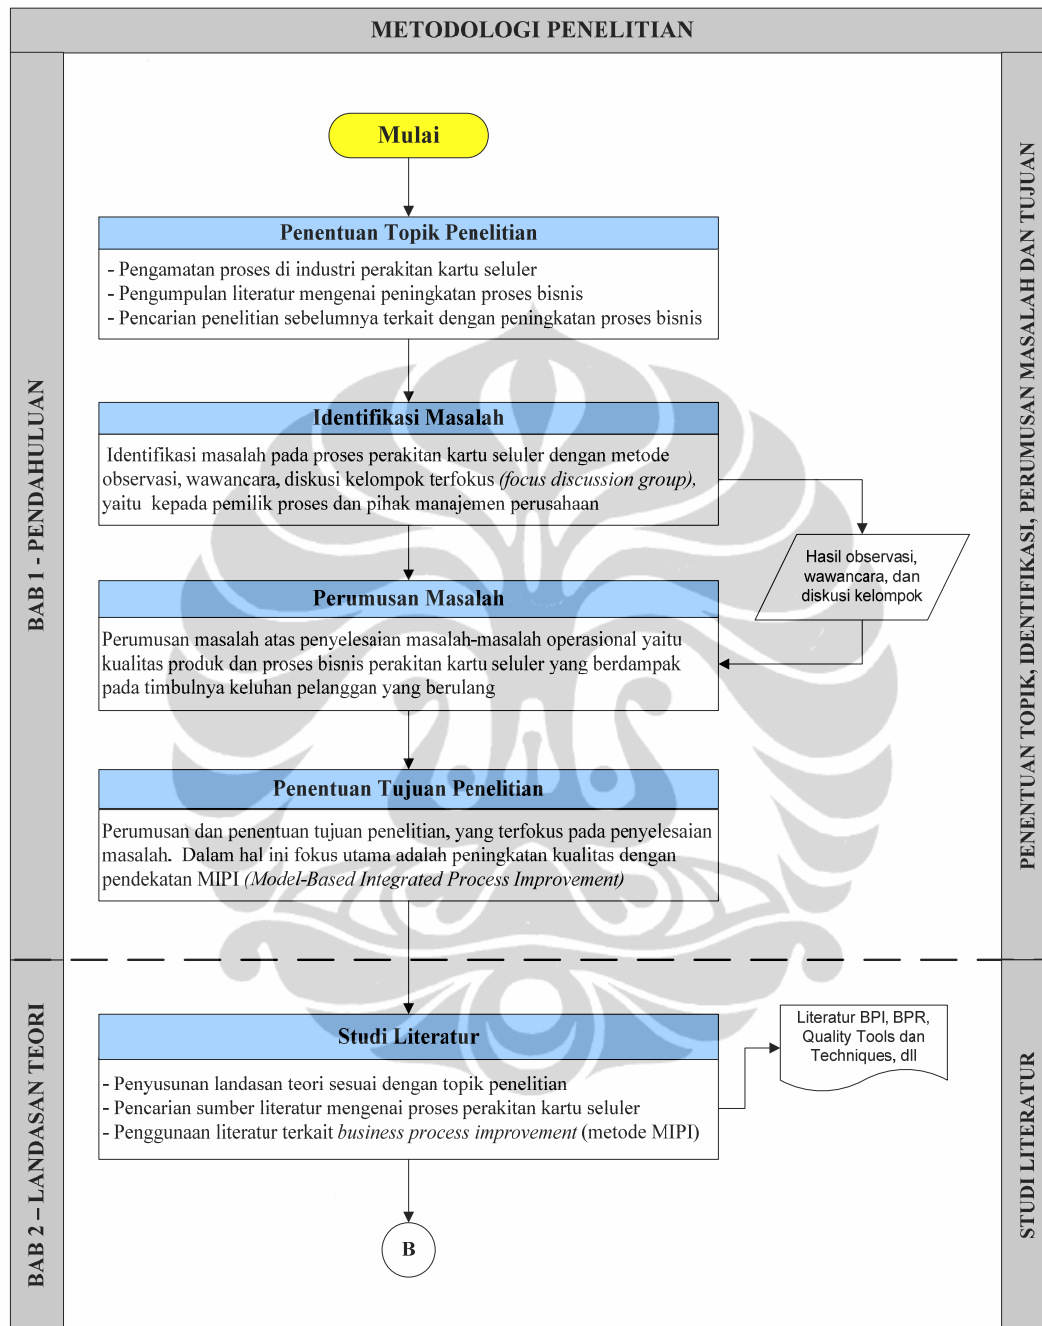 METODOLOGI PENELITIAN
BAB 1 - PENDAHULUAN
PENENTUAN TOPIK, IDENTIFIKASI, PERUMUSAN MASALAH DAN TUJUAN
Mulai
Penentuan Topik Penelitian
- Pengamatan proses di industri perakitan kartu seluler
- Pengumpulan literatur mengenai peningkatan proses bisnis
- Pencarian penelitian sebelumnya terkait dengan peningkatan proses bisnis
Identifikasi Masalah
Identifikasi masalah pada proses perakitan kartu seluler dengan metode
observasi, wawancara, diskusi kelompok terfokus (focus discussion group),
yaitu kepada pemilik proses dan pihak manajemen perusahaan
Hasil observasi,
wawancara, dan
diskusi kelompok
Perumusan Masalah
Perumusan masalah atas penyelesaian masalah-masalah operasional yaitu
kualitas produk dan proses bisnis perakitan kartu seluler yang berdampak
pada timbulnya keluhan pelanggan yang berulang
Penentuan Tujuan Penelitian
Perumusan dan penentuan tujuan penelitian, yang terfokus pada penyelesaian
masalah. Dalam hal ini fokus utama adalah peningkatan kualitas dengan
pendekatan MIPI (Model-Based Integrated Process Improvement)
BAB 2 – LANDASAN TEORI
STUDI LITERATUR
Studi Literatur
- Penyusunan landasan teori sesuai dengan topik penelitian
- Pencarian sumber literatur mengenai proses perakitan kartu seluler
- Penggunaan literatur terkait business process improvement (metode MIPI)
Literatur BPI, BPR,
Quality Tools dan
Techniques, dll
B